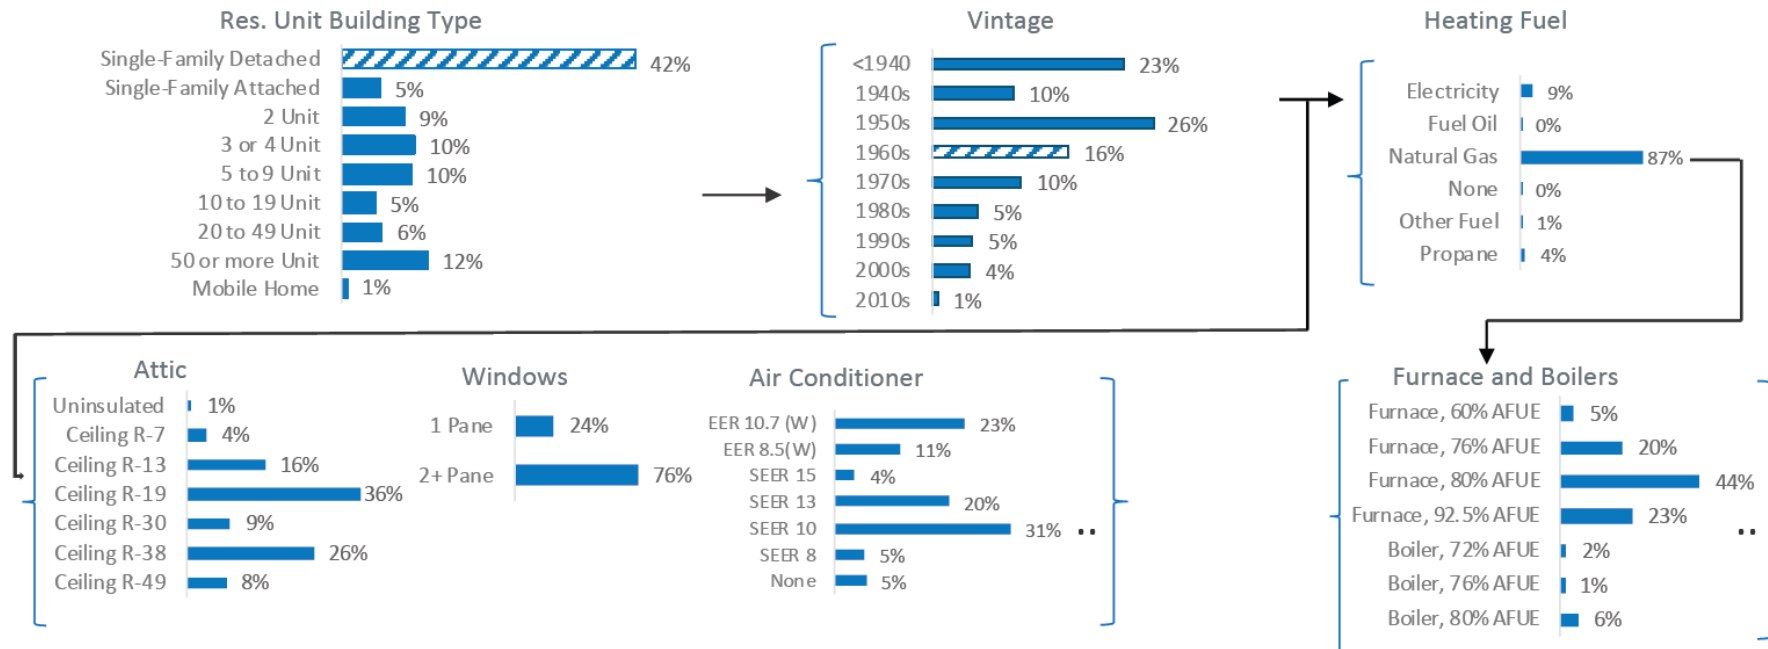 Res. Unit Building Type
Single-Family Detached 42%
Single-Family Attached 5%
2 Unit 9%
3 or 4 Unit 10%
5 to 9 Unit 10%
10 to 19 Unit 5%
20 to 49 Unit 6%
50 or more Unit 12%
Mobile Home 1%
Vintage
<1940 23%
1940s 10%
1950s 26%
1960s 16%
1970s 10%
1980s 5%
1990s 5%
2000s 4%
2010s 1%
Heating Fuel
Electricity 9%
Fuel Oil 0%
Natural Gas 87%
None 0%
Other Fuel 1%
Propane 4%
Attic
Uninsulated 1%
Ceiling R-7 4%
Ceiling R-13 16%
Ceiling R-19 36%
Ceiling R-30 9%
Ceiling R-38 26%
Ceiling R-49 8%
Windows
1 Pane 24%
2+ Pane 76%
Air Conditioner
EER 10.7 (W) 23%
EER 8.5(W) 11%
SEER 15 4%
SEER 13 20%
SEER 10 31% ..
SEER 8 5%
None 5%
Furnace and Boilers
Furnace, 60% AFUE 5%
Furnace, 76% AFUE 20%
Furnace, 80% AFUE 44%
Furnace, 92.5% AFUE 23% ..
Boiler, 72% AFUE 2%
Boiler, 76% AFUE 1%
Boiler, 80% AFUE 6%